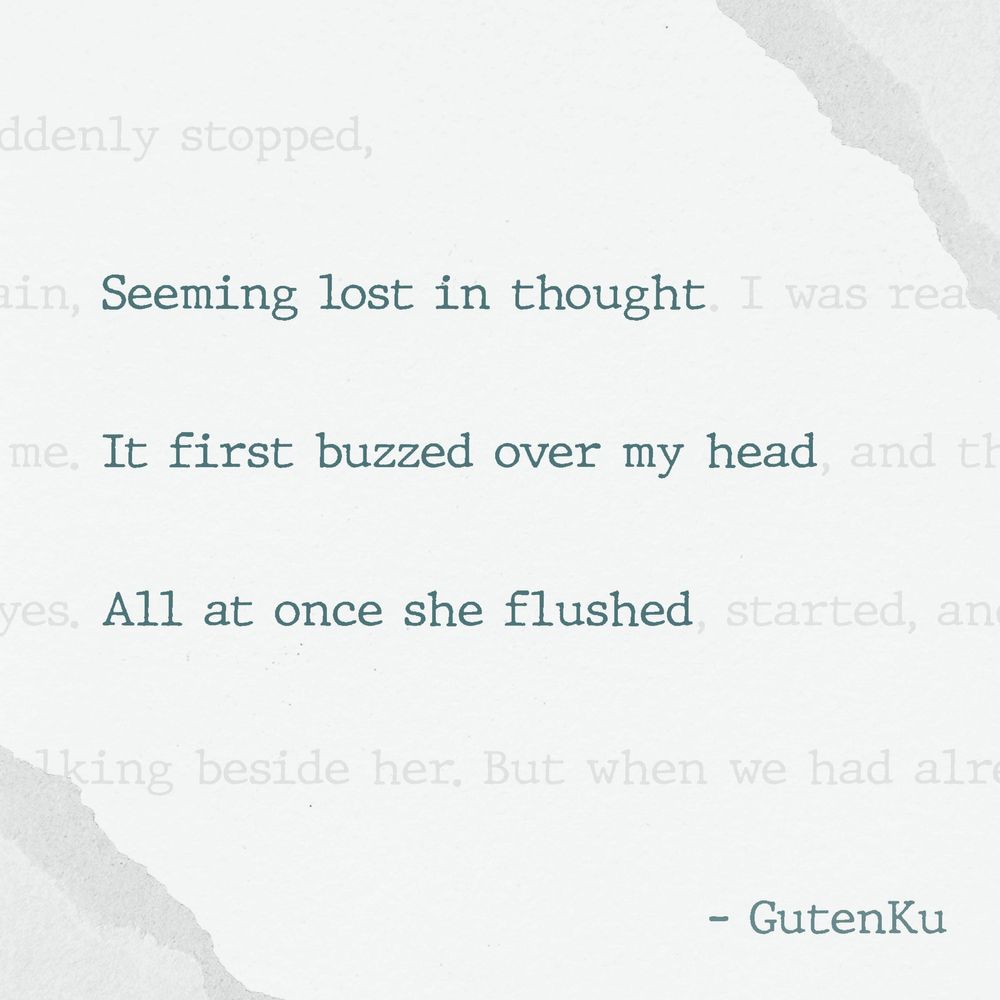 ddenly stopped,
ain, Seeming lost in thought. I was rea
me. It first buzzed over my head, and th
yes. All at once she flushed, started, and
lking beside her. But when we had alre
- GutenKu